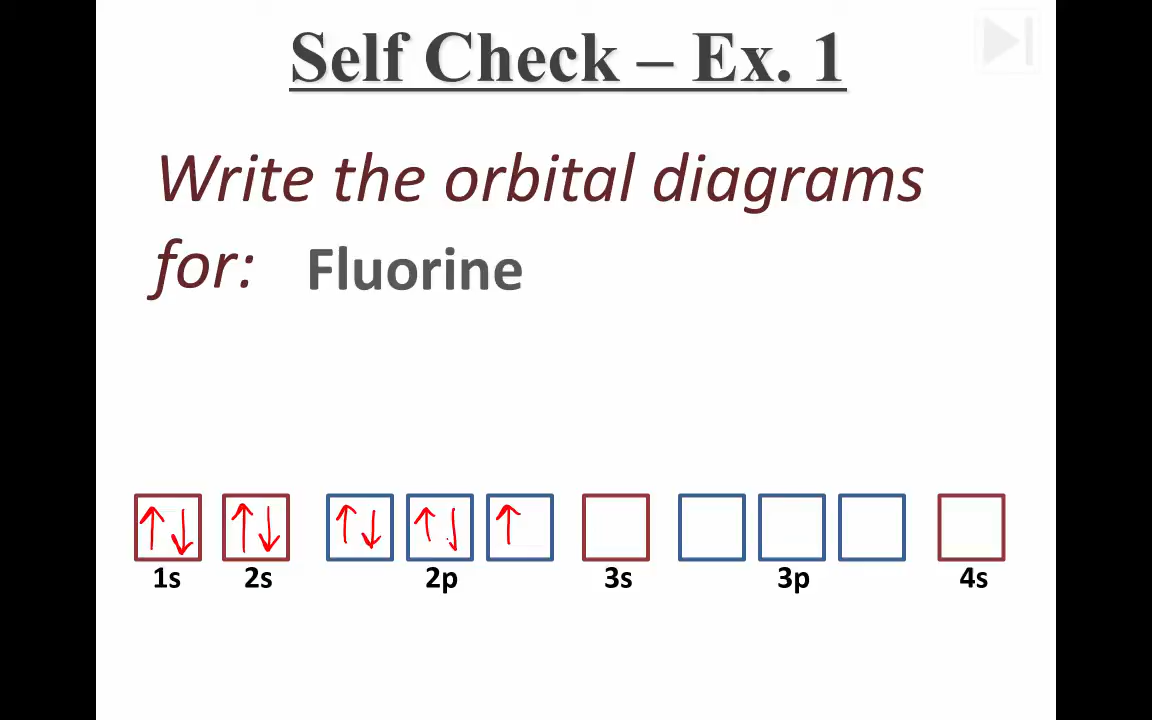 Self Check – Ex. 1
Write the orbital diagrams
for: Fluorine
↑↓ ↑↓ ↑↓ ↑↓ ↑
1s 2s 2p 3s 3p 4s